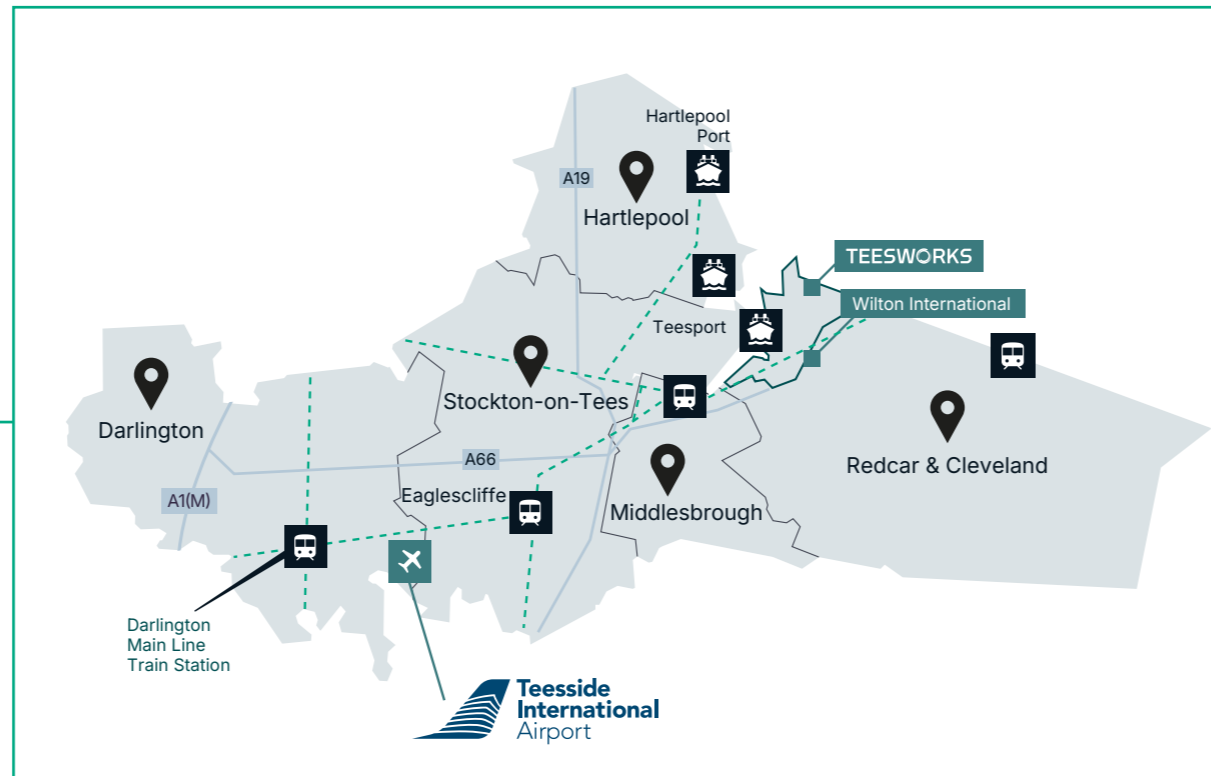 Hartlepool
Port
A19
Hartlepool
TEESWORKS
Wilton International
Teesport
Stockton-on-Tees
Darlington
Redcar & Cleveland
A66
A1(M)
Eaglescliffe
Middlesbrough
Darlington
Main Line
Train Station
Teesside
International
Airport